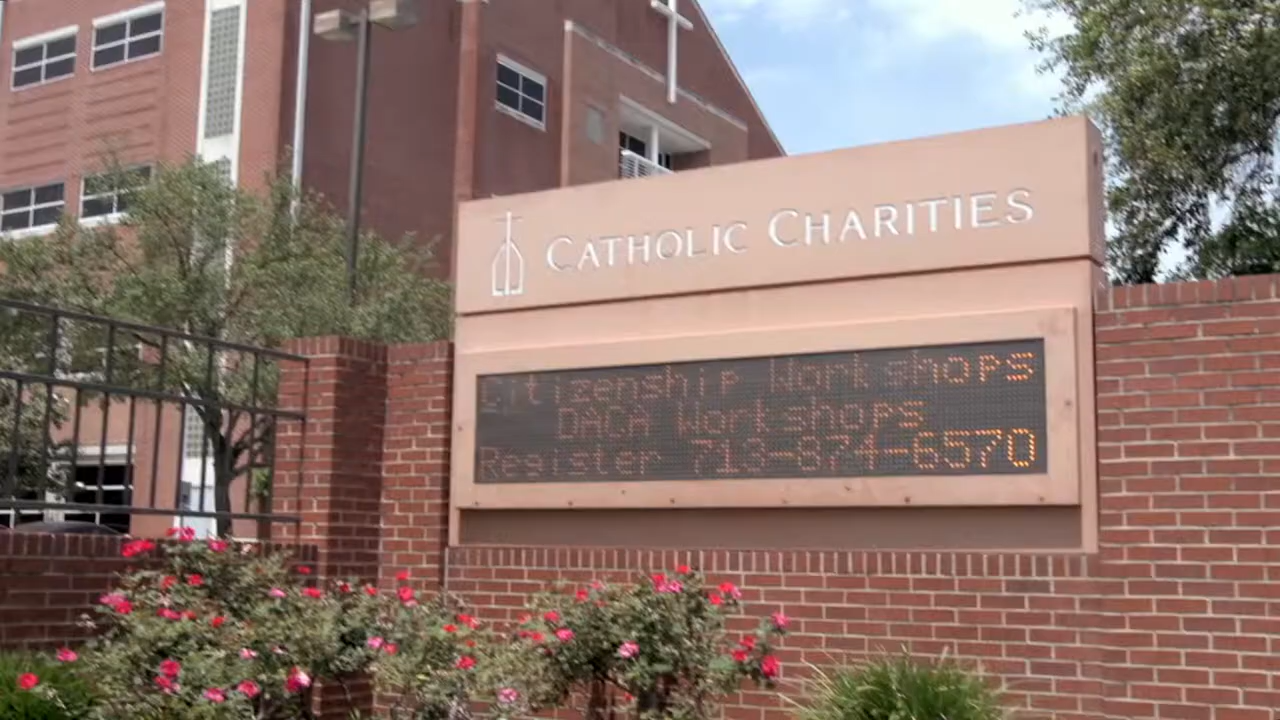 CATHOLIC CHARITIES
Citizenship Workshops
DACA Workshops
Register 713-874-6570